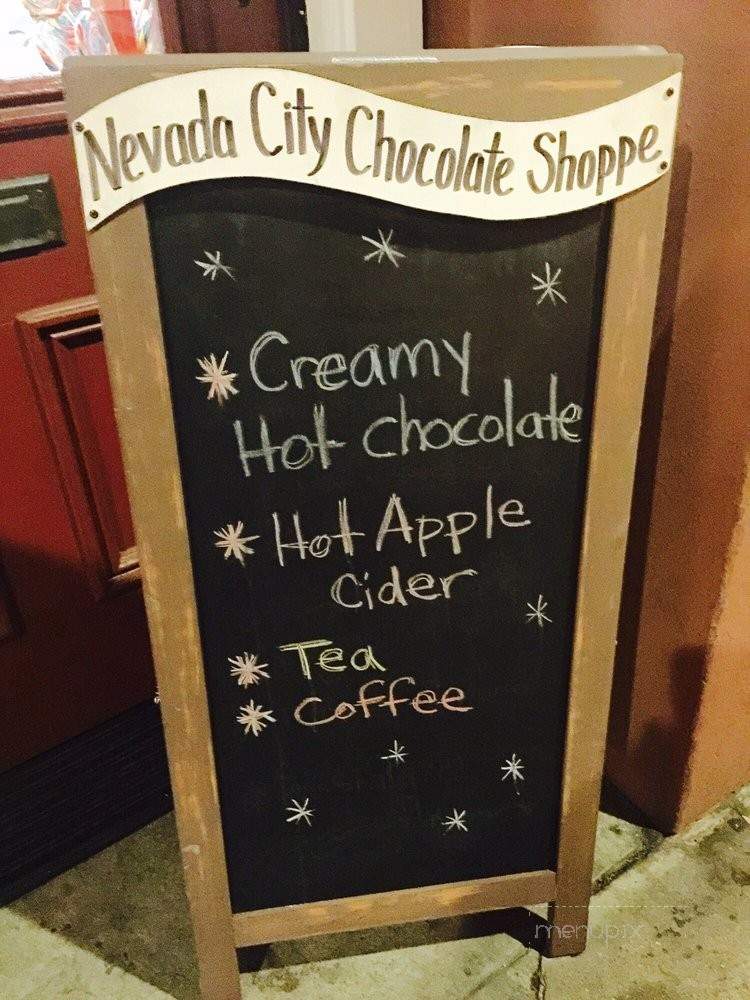 Nevada City Chocolate Shoppe
Creamy
Hot Chocolate
Hot Apple
Cider
Tea
Coffee
menupix